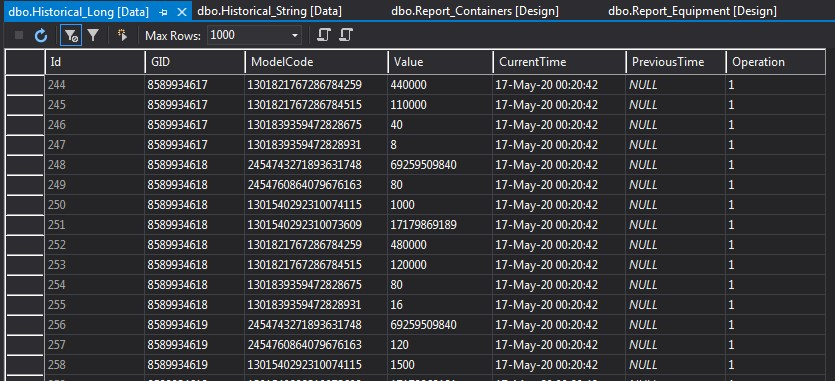 dbo.Historical_Long [Data] dbo.Historical_String [Data] dbo.Report_Containers [Design] dbo.Report_Equipment [Design]
Max Rows: 1000
Id GID ModelCode Value CurrentTime PreviousTime Operation
244 8589934617 1301821767286784259 440000 17-May-20 00:20:42 NULL 1
245 8589934617 1301821767286784515 110000 17-May-20 00:20:42 NULL 1
246 8589934617 1301839359472828675 40 17-May-20 00:20:42 NULL 1
247 8589934617 1301839359472828931 8 17-May-20 00:20:42 NULL 1
248 8589934618 2454743271893631748 69259509840 17-May-20 00:20:42 NULL 1
249 8589934618 2454760864079676163 80 17-May-20 00:20:42 NULL 1
250 8589934618 1301540292310074115 1000 17-May-20 00:20:42 NULL 1
251 8589934618 1301540292310073609 17179869189 17-May-20 00:20:42 NULL 1
252 8589934618 1301821767286784259 480000 17-May-20 00:20:42 NULL 1
253 8589934618 1301821767286784515 120000 17-May-20 00:20:42 NULL 1
254 8589934618 1301839359472828675 80 17-May-20 00:20:42 NULL 1
255 8589934618 1301839359472828931 16 17-May-20 00:20:42 NULL 1
256 8589934619 2454743271893631748 69259509840 17-May-20 00:20:42 NULL 1
257 8589934619 2454760864079676163 120 17-May-20 00:20:42 NULL 1
258 8589934619 1301540292310074115 1500 17-May-20 00:20:42 NULL 1